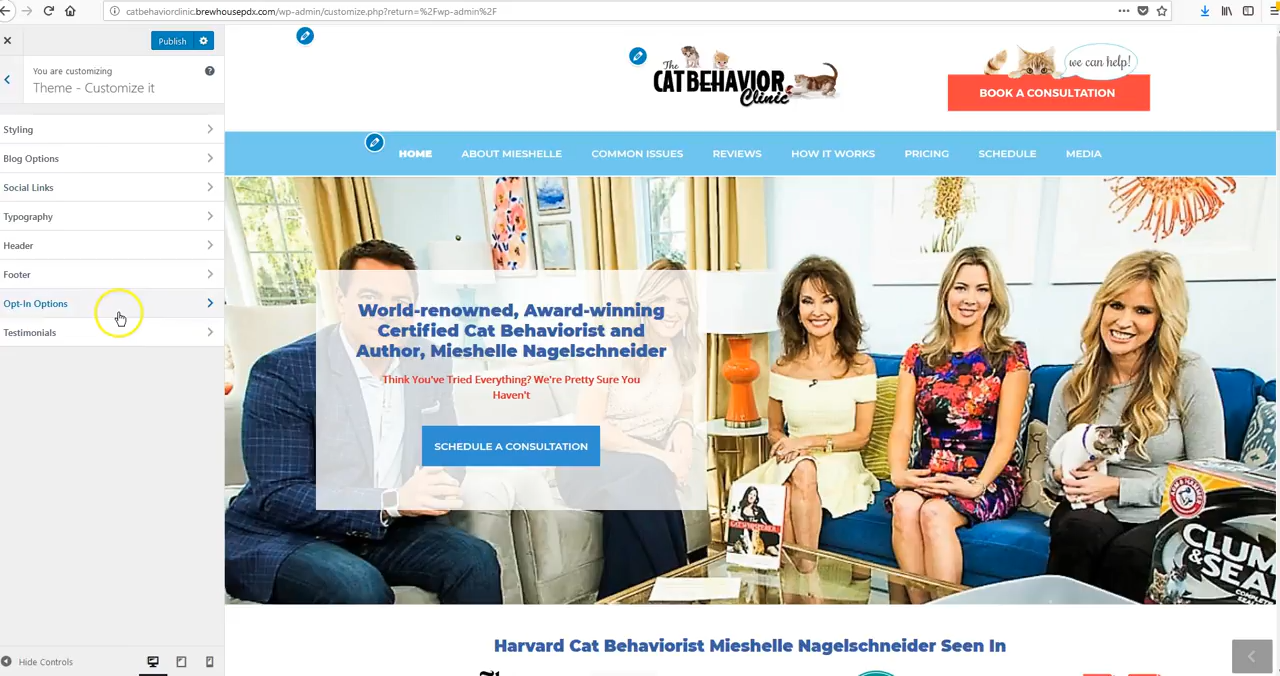 catbehaviorclinic.brewhousepdx.com/wp-admin/customize.php?return=%2Fwp-admin%2F
Publish
You are customizing
Theme - Customize it
Styling
Blog Options
Social Links
Typography
Header
Footer
Opt-In Options
Testimonials
Hide Controls
The
CAT BEHAVIOR
Clinic
we can help!
BOOK A CONSULTATION
HOME ABOUT MIESHELLE COMMON ISSUES REVIEWS HOW IT WORKS PRICING SCHEDULE MEDIA
World-renowned, Award-winning
Certified Cat Behaviorist and
Author, Mieshelle Nagelschneider
Think You've Tried Everything? We're Pretty Sure You
Haven't
SCHEDULE A CONSULTATION
ARM & HAMMER
CLUMP
& SEAL
Harvard Cat Behaviorist Mieshelle Nagelschneider Seen In